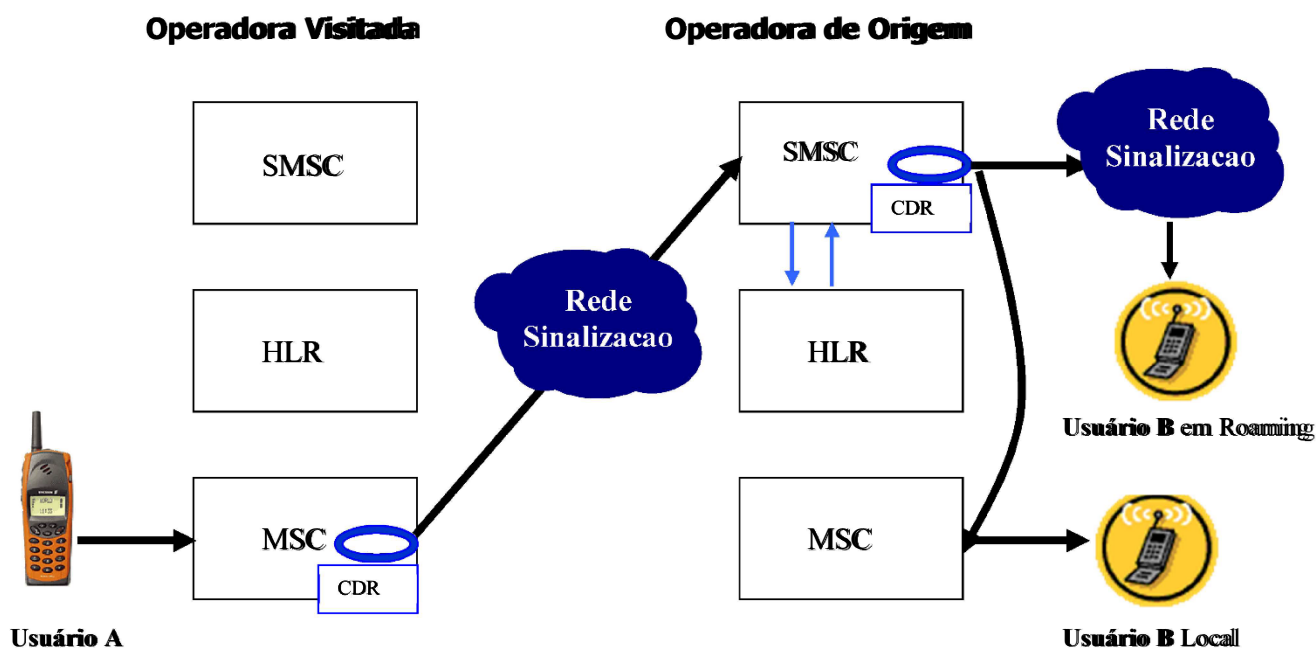 Operadora Visitada
Operadora de Origem
SMSC
SMSC
CDR
Rede
Sinalizacao
Rede
Sinalizacao
HLR
HLR
Usuário B em Roaming
MSC
CDR
MSC
Usuário A
Usuário B Local